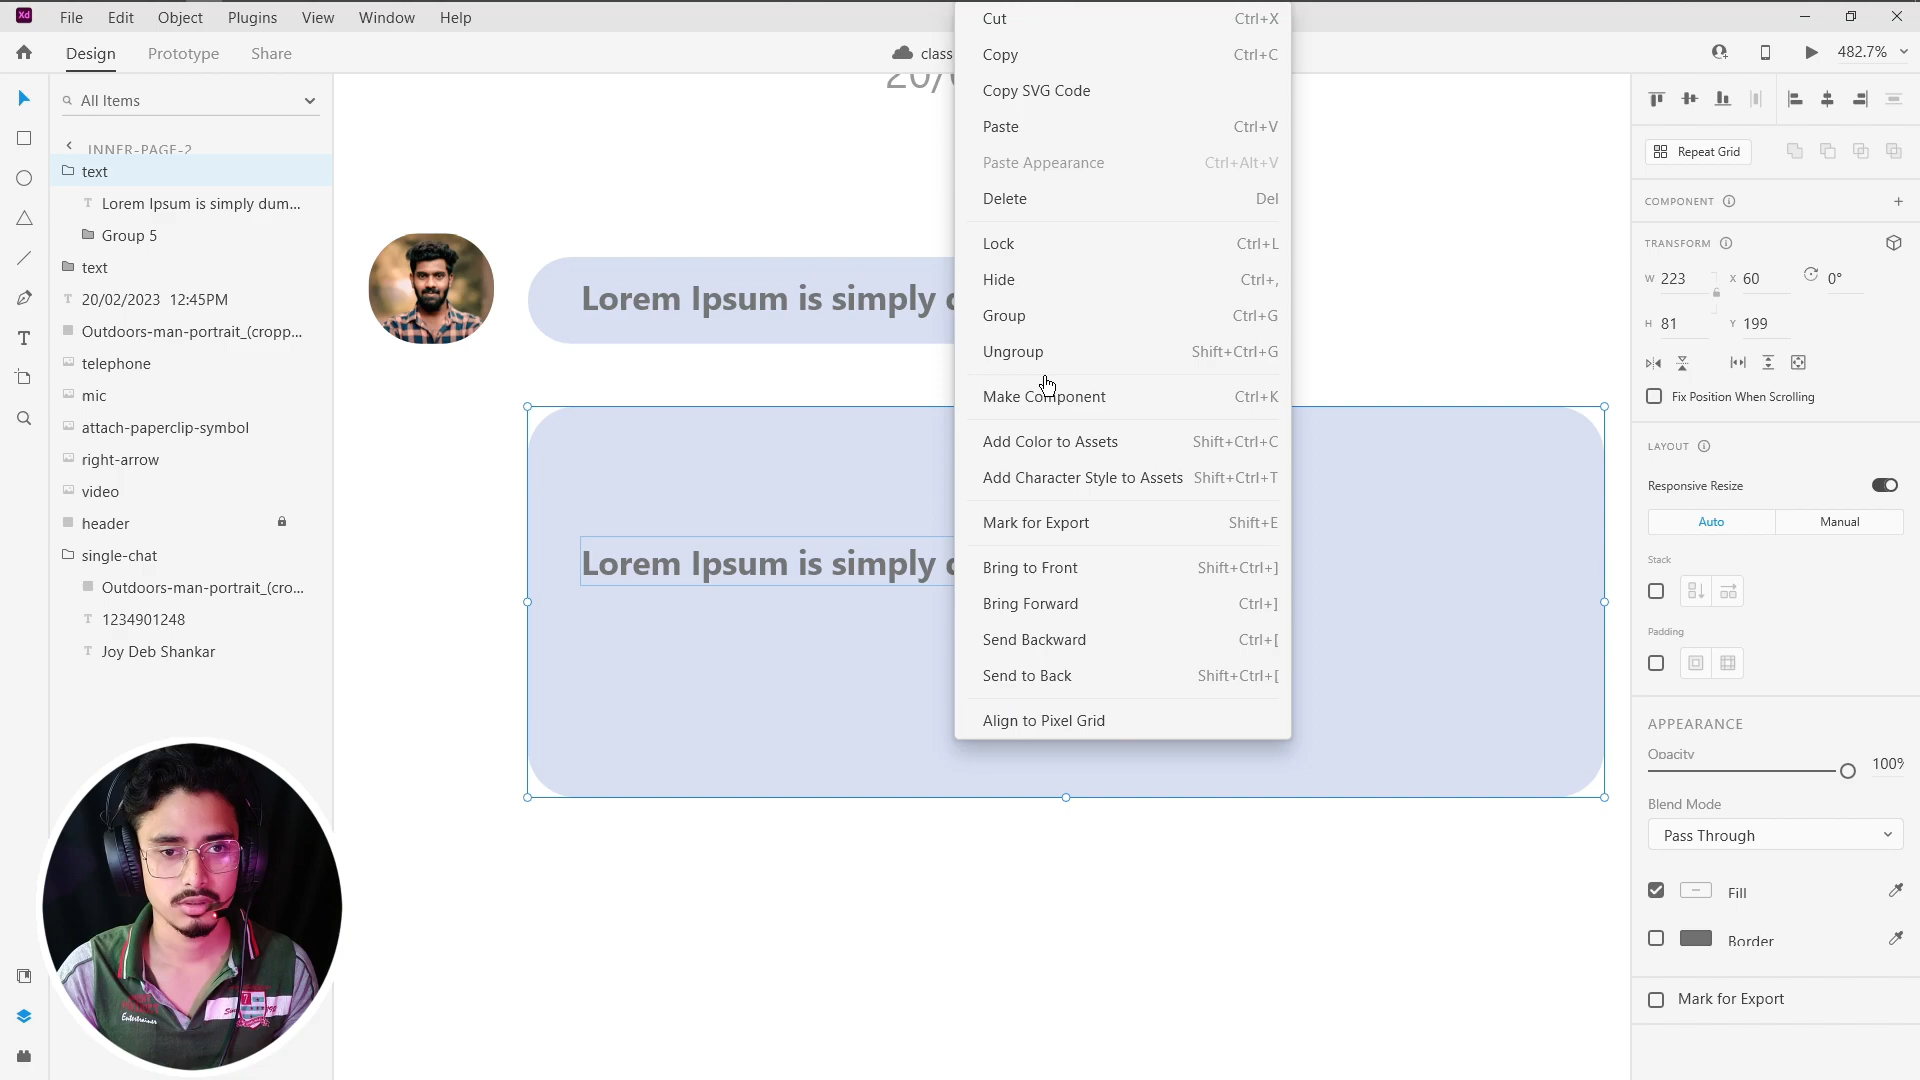 Xd File Edit Object Plugins View Window Help
Design Prototype Share
class
482.7%
All Items
INNER-PAGE-2
text
Lorem Ipsum is simply dum...
Group 5
text
20/02/2023 12:45PM
Outdoors-man-portrait_(cropp...
telephone
mic
attach-paperclip-symbol
right-arrow
video
header
single-chat
Outdoors-man-portrait_(cro...
1234901248
Joy Deb Shankar
20/
Lorem Ipsum is simply
Lorem Ipsum is simply
Cut Ctrl+X
Copy Ctrl+C
Copy SVG Code
Paste Ctrl+V
Paste Appearance Ctrl+Alt+V
Delete Del
Lock Ctrl+L
Hide Ctrl+,
Group Ctrl+G
Ungroup Shift+Ctrl+G
Make Component Ctrl+K
Add Color to Assets Shift+Ctrl+C
Add Character Style to Assets Shift+Ctrl+T
Mark for Export Shift+E
Bring to Front Shift+Ctrl+]
Bring Forward Ctrl+]
Send Backward Ctrl+[
Send to Back Shift+Ctrl+[
Align to Pixel Grid
Repeat Grid
COMPONENT
TRANSFORM
W 223 X 60 0°
H 81 Y 199
Fix Position When Scrolling
LAYOUT
Responsive Resize
Auto Manual
Stack
Padding
APPEARANCE
Opacity
100%
Blend Mode
Pass Through
Fill
Border
Mark for Export